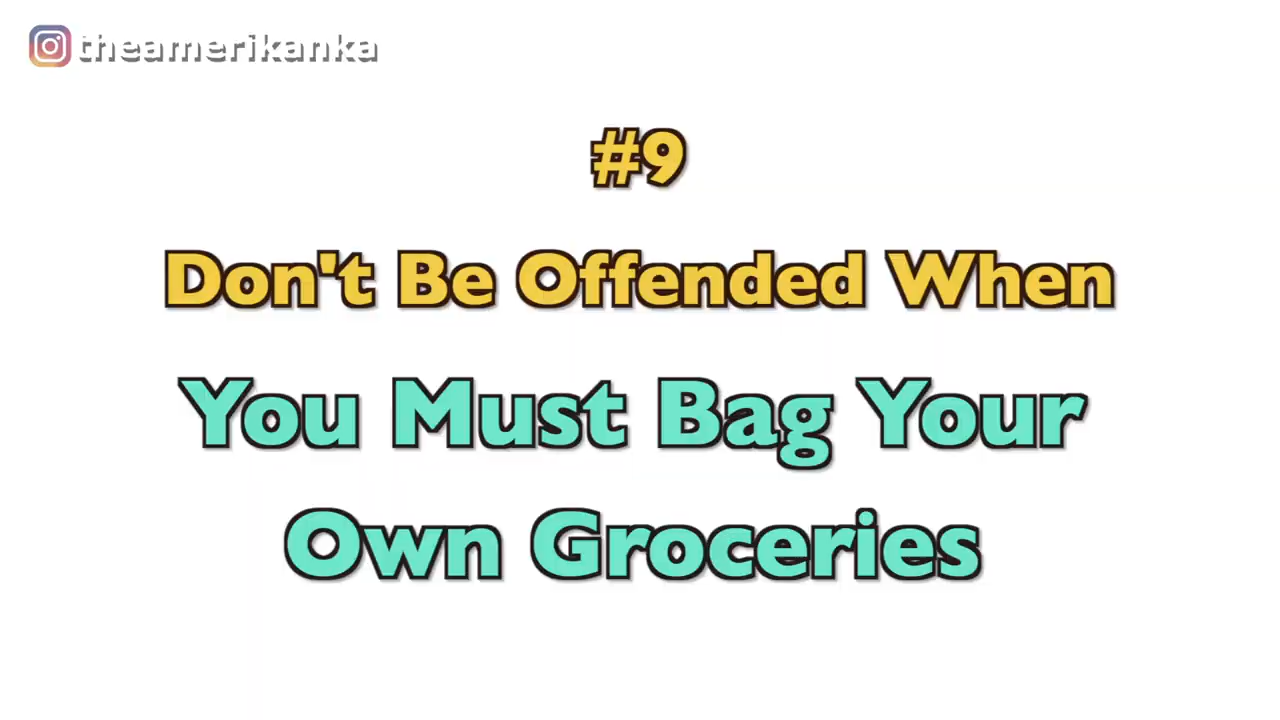 theamerikanka
#9
Don't Be Offended When
You Must Bag Your
Own Groceries